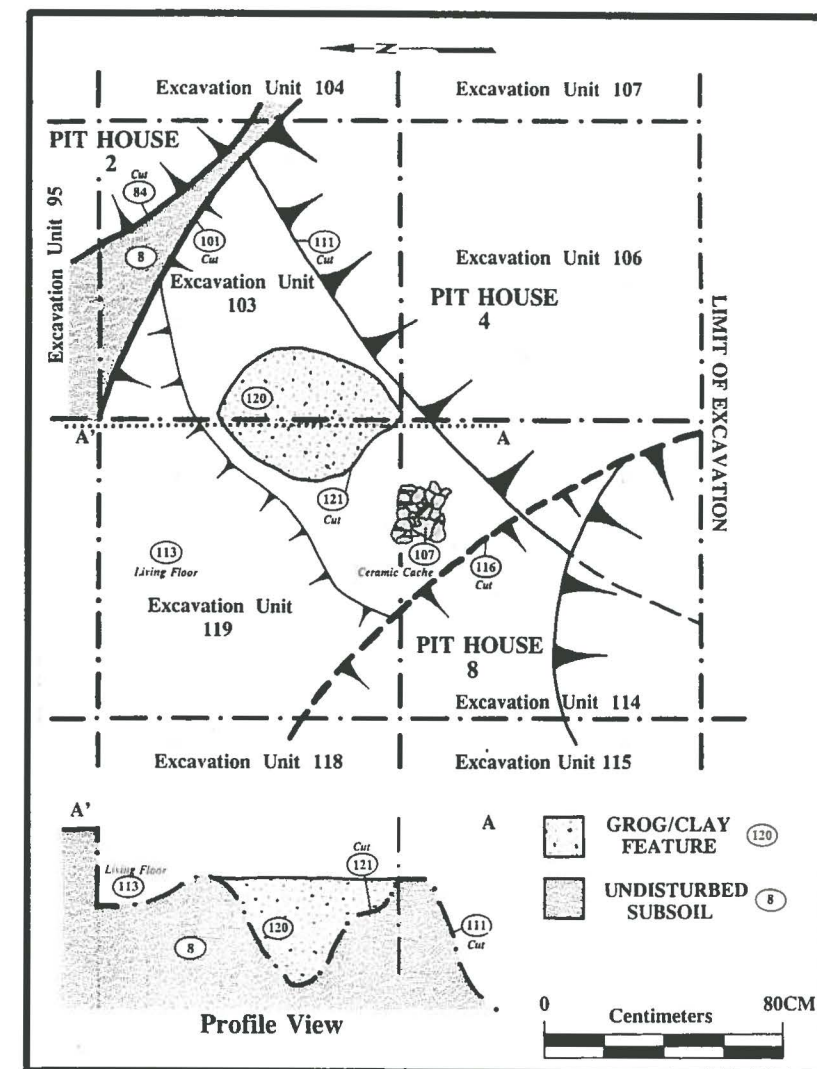 N
Excavation Unit 104
Excavation Unit 107
PIT HOUSE
2
Cut
84
Excavation Unit 95
8
101
Cut
111
Cut
Excavation Unit
103
Excavation Unit 106
PIT HOUSE
4
LIMIT OF EXCAVATION
120
A'
A
121
Cut
113
Living Floor
107
Ceramic Cache
116
Cut
Excavation Unit
119
PIT HOUSE
8
Excavation Unit 114
Excavation Unit 118
Excavation Unit 115
A'
A
Living Floor
113
Cut
121
120
8
111
Cut
Profile View
GROG/CLAY
FEATURE
120
UNDISTURBED
SUBSOIL
8
0
Centimeters
80CM